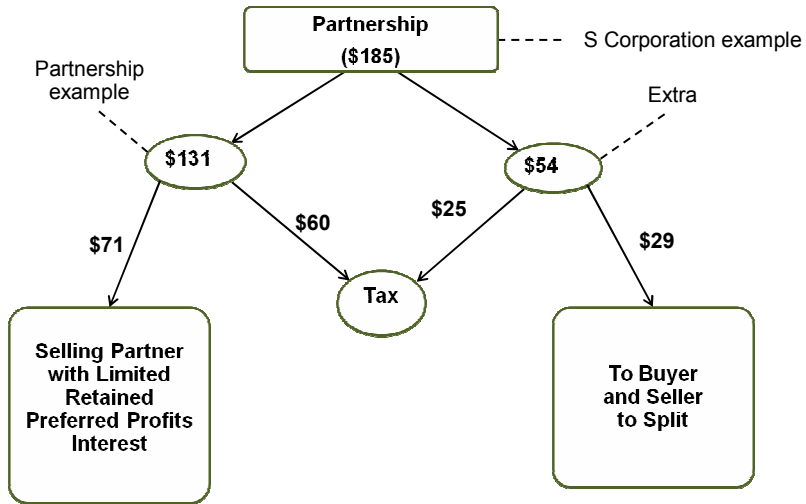 Partnership
($185)
S Corporation example
Partnership
example
Extra
$131
$54
$71
$60
$25
$29
Tax
Selling Partner
with Limited
Retained
Preferred Profits
Interest
To Buyer
and Seller
to Split